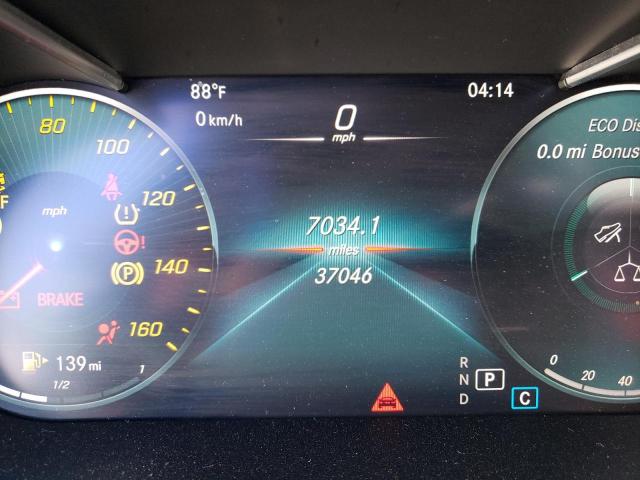 88°F
04:14
0 km/h
0
mph
80
100
120
140
160
mph
F
P
BRAKE
139 mi
1/2
1
7034.1
miles
37046
R
N P
D C
ECO Dis
0.0 mi Bonus
0
20
40